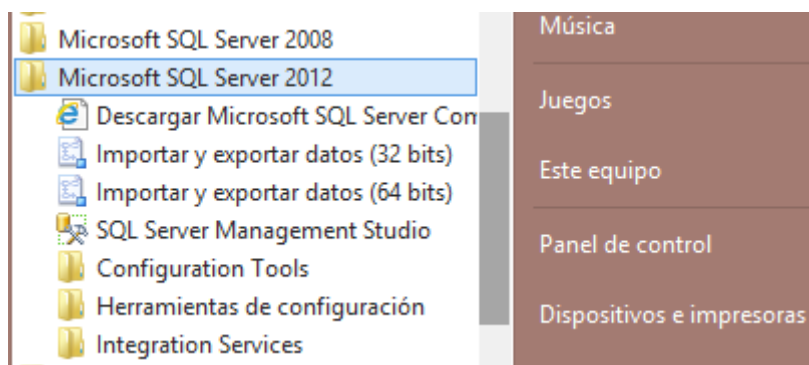 Microsoft SQL Server 2008
Microsoft SQL Server 2012
Descargar Microsoft SQL Server Com
Importar y exportar datos (32 bits)
Importar y exportar datos (64 bits)
SQL Server Management Studio
Configuration Tools
Herramientas de configuración
Integration Services
Música
Juegos
Este equipo
Panel de control
Dispositivos e impresoras